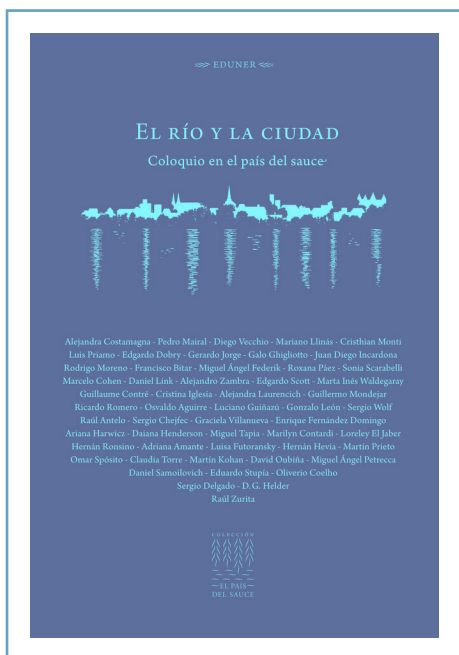 EDUNER
EL RÍO Y LA CIUDAD
Coloquio en el país del sauce
Alejandra Costamagna - Pedro Mairal - Diego Vecchio - Mariano Llinás - Cristhian Monti
Luis Priamo - Edgardo Dobry - Gerardo Jorge - Galo Ghigliotto - Juan Diego Incardona
Rodrigo Moreno - Francisco Bitar - Miguel Ángel Federik - Roxana Páez - Sonia Scarabelli
Marcelo Cohen - Daniel Link - Alejandro Zambra - Edgardo Scott - Marta Inés Waldegaray
Guillaume Contré - Cristina Iglesia - Alejandra Laurencich - Guillermo Mondejar
Ricardo Romero - Osvaldo Aguirre - Luciano Guiñazú - Gonzalo León - Sergio Wolf
Raúl Antelo - Sergio Chejfec - Graciela Villanueva - Enrique Fernández Domingo
Ariana Harwicz - Daiana Henderson - Miguel Tapia - Marilyn Contardi - Loreley El Jaber
Hernán Ronsino - Adriana Amante - Luisa Futoransky - Hernán Hevia - Martín Prieto
Omar Spósito - Claudia Torre - Martín Kohan - David Oubiña - Miguel Ángel Petrecca
Daniel Samoilovich - Eduardo Stupía - Oliverio Coelho
Sergio Delgado - D. G. Helder
Raúl Zurita
COLECCIÓN
EL PAÍS
DEL SAUCE